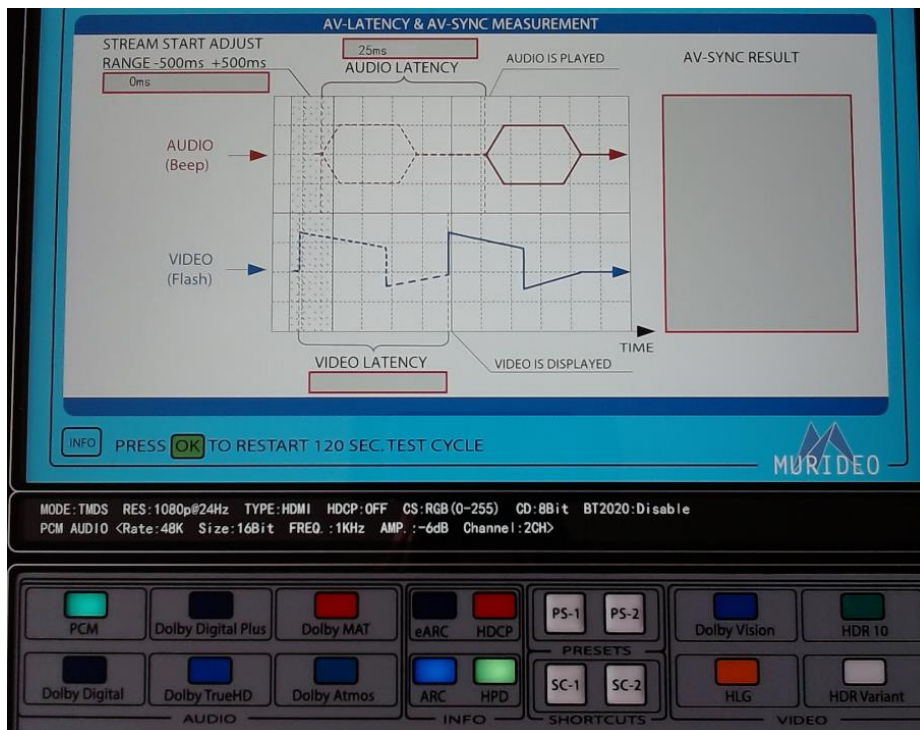 AV-LATENCY & AV-SYNC MEASUREMENT
STREAM START ADJUST
RANGE -500ms +500ms
0ms
25ms
AUDIO LATENCY
AUDIO IS PLAYED
AV-SYNC RESULT
AUDIO
(Beep)
VIDEO
(Flash)
TIME
VIDEO LATENCY
VIDEO IS DISPLAYED
INFO PRESS OK TO RESTART 120 SEC. TEST CYCLE
MURIDEO
MODE:TMDS RES:1080p@24Hz TYPE:HDMI HDCP:OFF CS:RGB(0-255) CD:8Bit BT2020:Disable
PCM AUDIO <Rate:48K Size:16Bit FREQ.:1KHz AMP.:-6dB Channel:2CH>
PCM Dolby Digital Plus Dolby MAT eARC HDCP PS-1 PS-2 Dolby Vision HDR 10
PRESETS
Dolby Digital Dolby TrueHD Dolby Atmos ARC HPD SC-1 SC-2 HLG HDR Variant
AUDIO INFO SHORTCUTS VIDEO